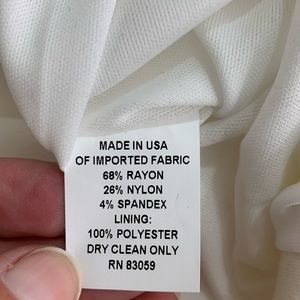 MADE IN USA
OF IMPORTED FABRIC
68% RAYON
26% NYLON
4% SPANDEX
LINING:
100% POLYESTER
DRY CLEAN ONLY
RN 83059